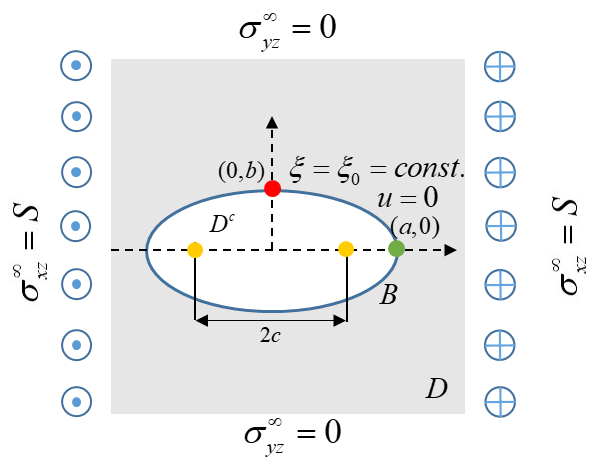 σ∞yz = 0
(0,b)
ξ = ξ₀ = const.
u = 0
(a,0)
Dᶜ
σ∞xz = S
σ∞xz = S
B
2c
D
σ∞yz = 0